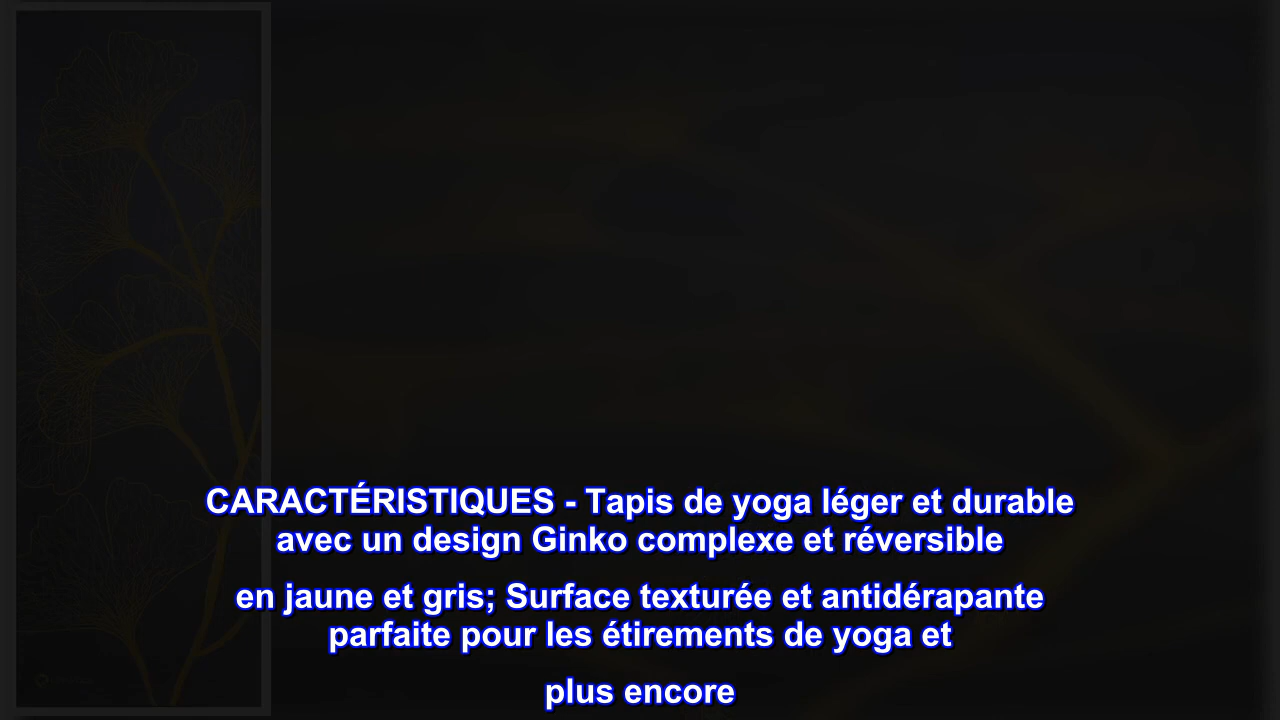 CARACTÉRISTIQUES - Tapis de yoga léger et durable
avec un design Ginko complexe et réversible
en jaune et gris; Surface texturée et antidérapante
parfaite pour les étirements de yoga et
plus encore